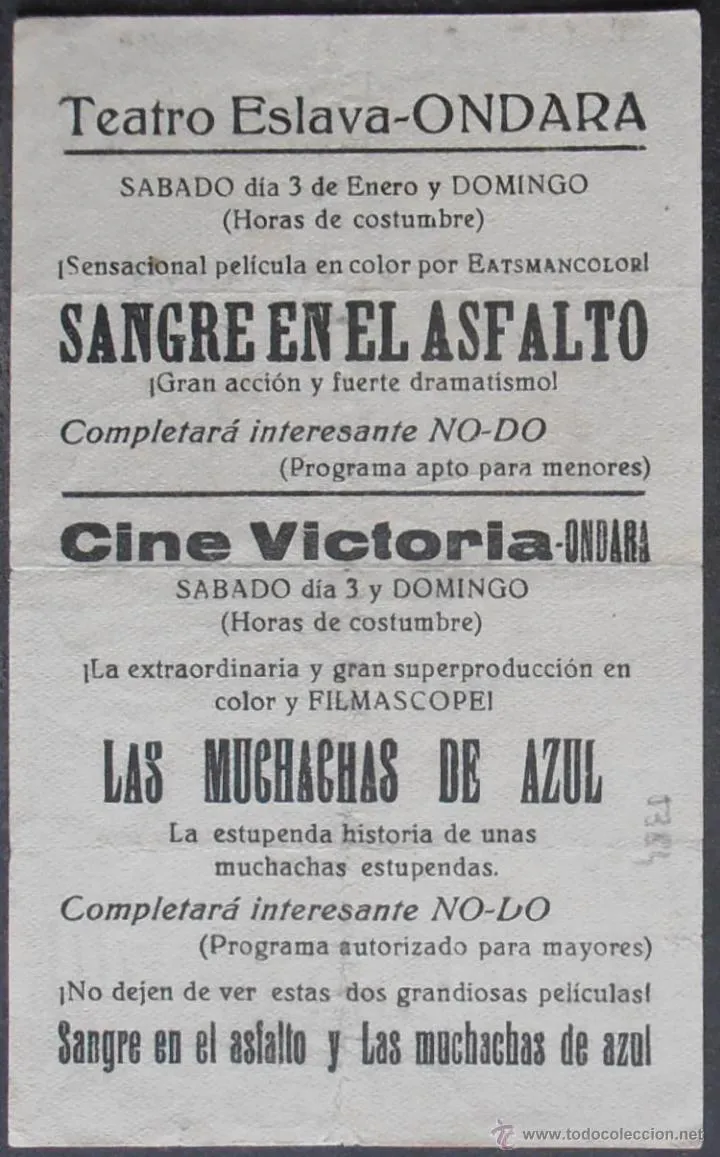 Teatro Eslava-ONDARA
SABADO día 3 de Enero y DOMINGO
(Horas de costumbre)
¡Sensacional película en color por EATSMANCOLOR!
SANGRE EN EL ASFALTO
¡Gran acción y fuerte dramatismo!
Completará interesante NO-DO
(Programa apto para menores)
Cine Victoria-ONDARA
SABADO día 3 y DOMINGO
(Horas de costumbre)
¡La extraordinaria y gran superproducción en
color y FILMASCOPE!
LAS MUCHACHAS DE AZUL
La estupenda historia de unas
muchachas estupendas.
Completará interesante NO-DO
(Programa autorizado para mayores)
¡No dejen de ver estas dos grandiosas películas!
Sangre en el asfalto y Las muchachas de azul
© www.todocoleccion.net